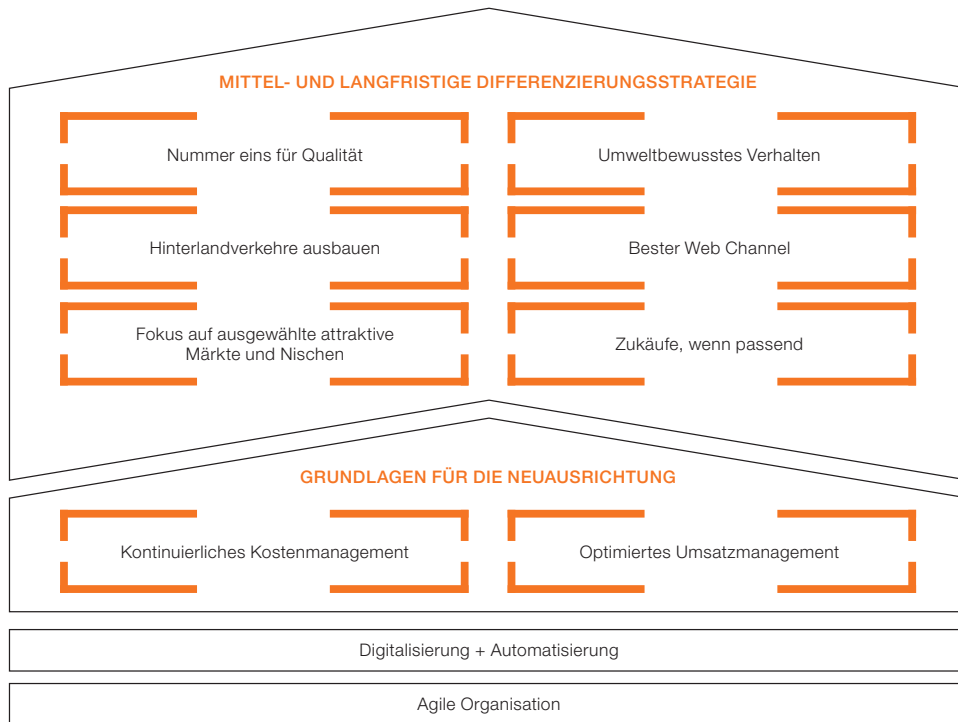 MITTEL- UND LANGFRISTIGE DIFFERENZIERUNGSSTRATEGIE
Nummer eins für Qualität
Umweltbewusstes Verhalten
Hinterlandverkehre ausbauen
Bester Web Channel
Fokus auf ausgewählte attraktive
Märkte und Nischen
Zukäufe, wenn passend
GRUNDLAGEN FÜR DIE NEUAUSRICHTUNG
Kontinuierliches Kostenmanagement
Optimiertes Umsatzmanagement
Digitalisierung + Automatisierung
Agile Organisation